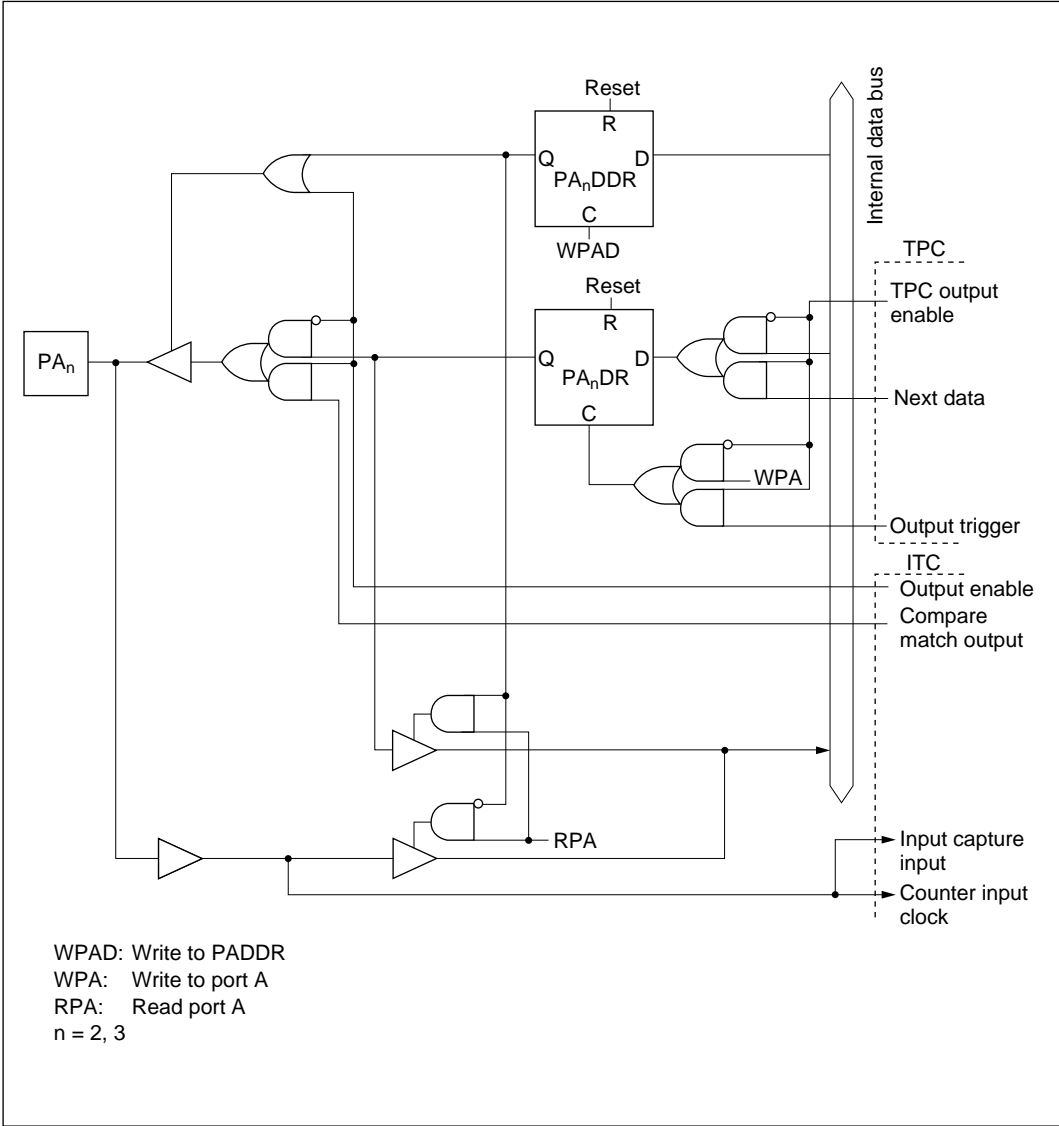 Reset
R
Q D
PAnDDR
C
WPAD
Internal data bus
TPC
TPC output
enable
Reset
R
Q D
PAnDR
C
PAn
Next data
WPA
Output trigger
ITC
Output enable
Compare
match output
RPA
Input capture
input
Counter input
clock
WPAD: Write to PADDR
WPA: Write to port A
RPA: Read port A
n = 2, 3